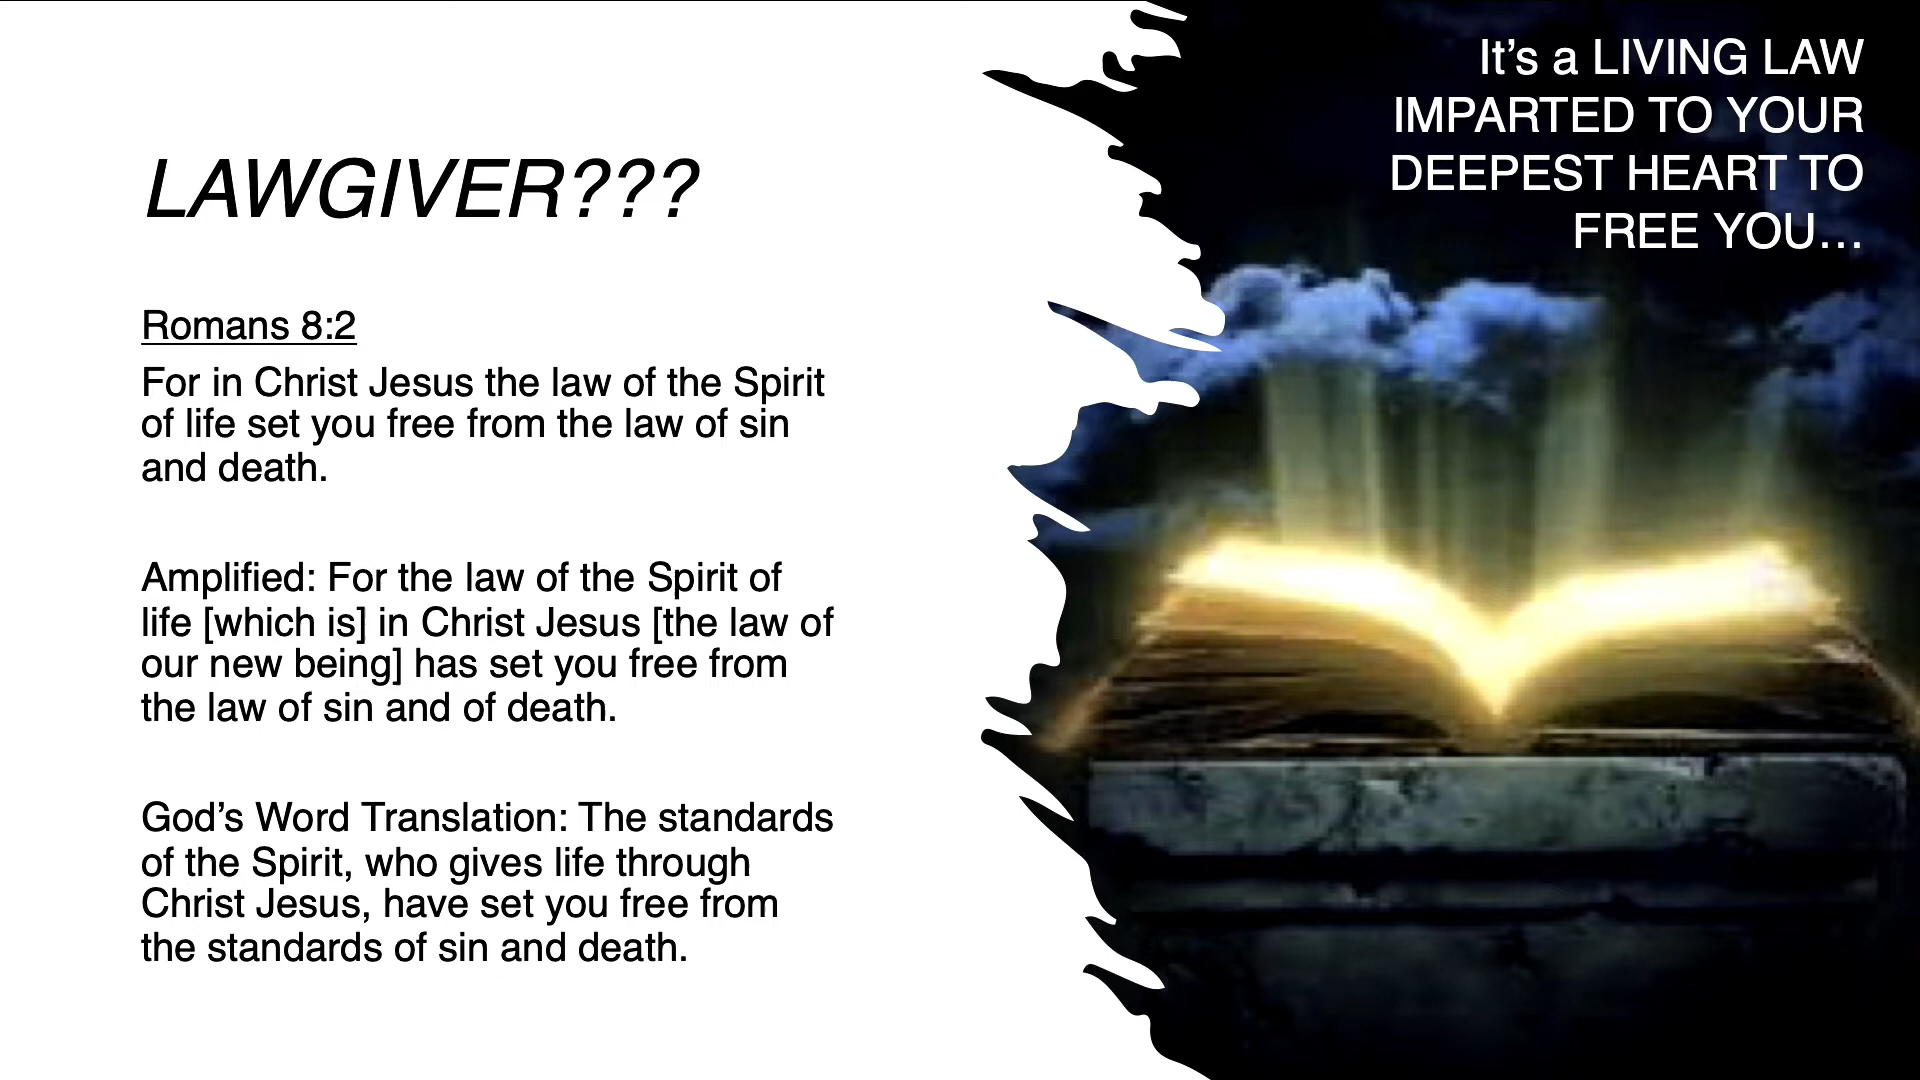 LAWGIVER???
Romans 8:2
For in Christ Jesus the law of the Spirit
of life set you free from the law of sin
and death.
Amplified: For the law of the Spirit of
life [which is] in Christ Jesus [the law of
our new being] has set you free from
the law of sin and of death.
God’s Word Translation: The standards
of the Spirit, who gives life through
Christ Jesus, have set you free from
the standards of sin and death.
It’s a LIVING LAW
IMPARTED TO YOUR
DEEPEST HEART TO
FREE YOU…